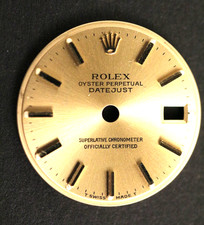 ROLEX
OYSTER PERPETUAL
DATEJUST
SUPERLATIVE CHRONOMETER
OFFICIALLY CERTIFIED
T SWISS MADE T